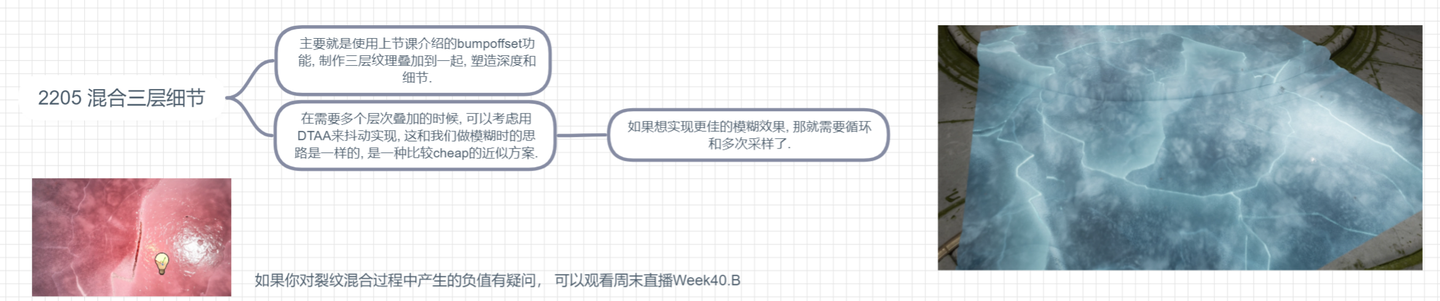 2205 混合三层细节
主要就是使用上节课介绍的bumpoffset功
能, 制作三层纹理叠加到一起, 塑造深度和
细节.
在需要多个层次叠加的时候, 可以考虑用
DTAA来抖动实现, 这和我们做模糊时的思
路是一样的, 是一种比较cheap的近似方案.
如果想实现更佳的模糊效果, 那就需要循环
和多次采样了.
如果你对裂纹混合过程中产生的负值有疑问， 可以观看周末直播Week40.B